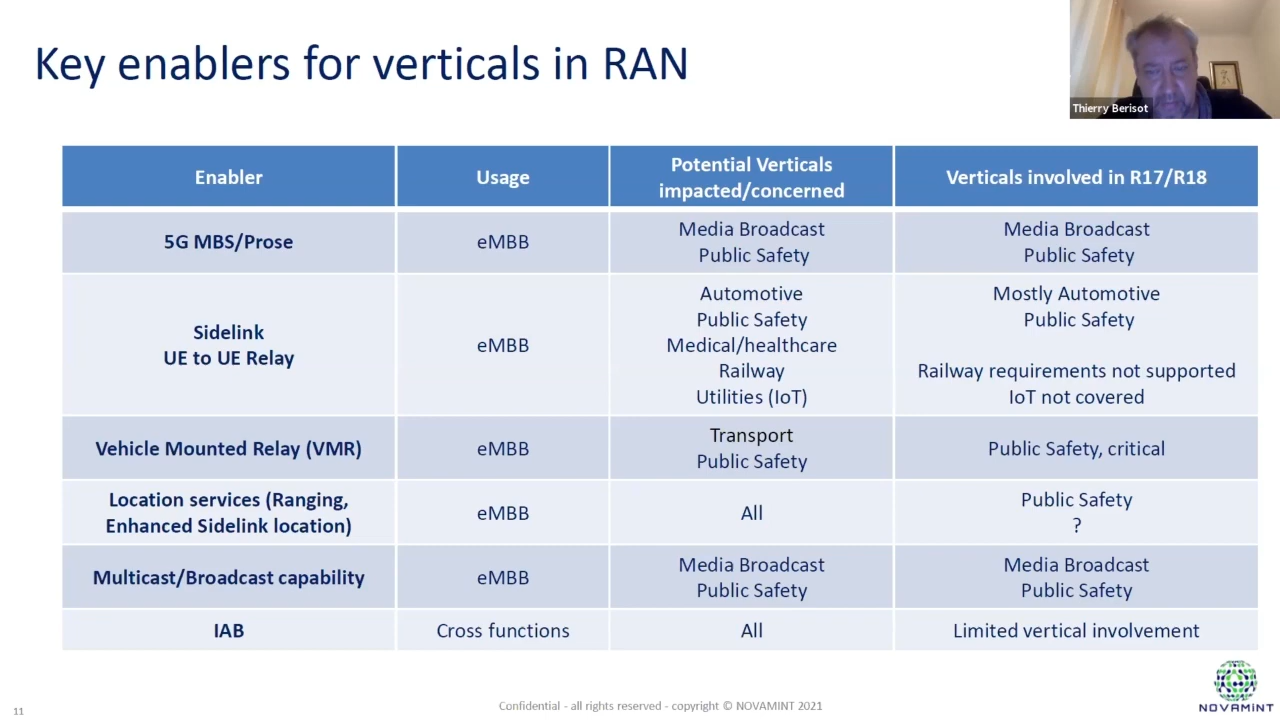 Key enablers for verticals in RAN
Thierry Berisot
Enabler
Usage
Potential Verticals
impacted/concerned
Verticals involved in R17/R18
5G MBS/Prose
eMBB
Media Broadcast
Public Safety
Media Broadcast
Public Safety
Sidelink
UE to UE Relay
eMBB
Automotive
Public Safety
Medical/healthcare
Railway
Utilities (IoT)
Mostly Automotive
Public Safety
Railway requirements not supported
IoT not covered
Vehicle Mounted Relay (VMR)
eMBB
Transport
Public Safety
Public Safety, critical
Location services (Ranging,
Enhanced Sidelink location)
eMBB
All
Public Safety
?
Multicast/Broadcast capability
eMBB
Media Broadcast
Public Safety
Media Broadcast
Public Safety
IAB
Cross functions
All
Limited vertical involvement
11
Confidential - all rights reserved - copyright © NOVAMINT 2021
NOVAMINT